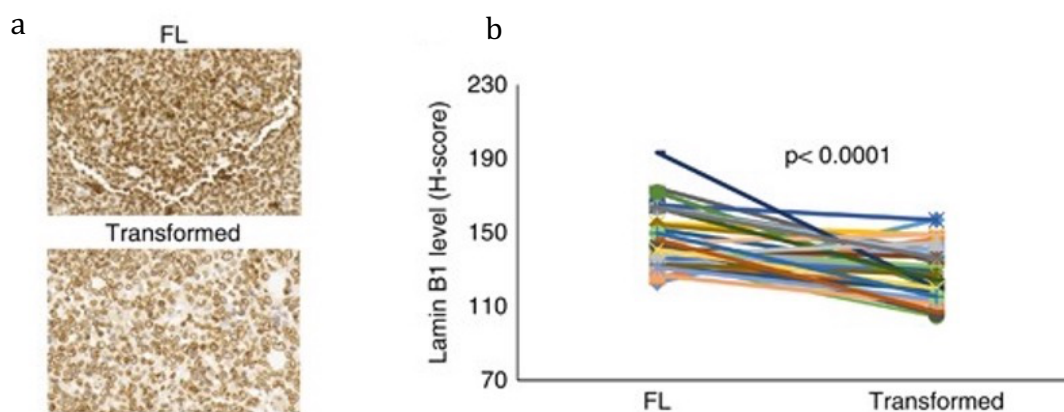 a
FL
Transformed
b
Lamin B1 level (H-score)
230
190
150
110
70
p< 0.0001
FL
Transformed